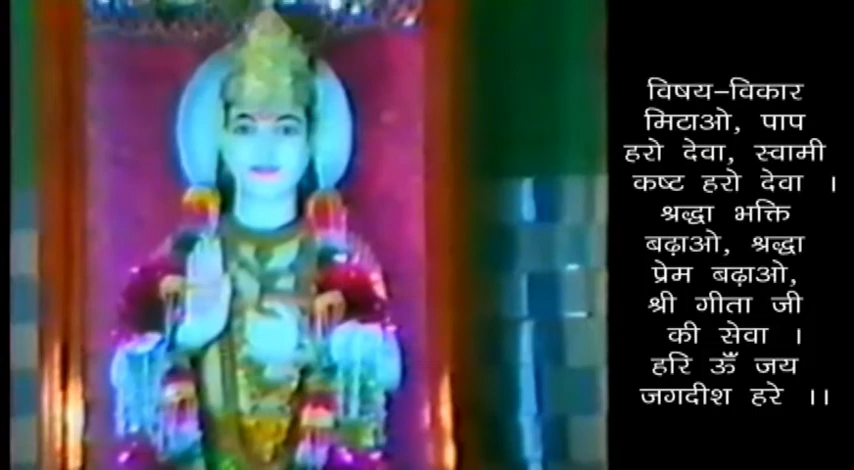 विषय-विकार
मिटाओ, पाप
हरो देवा, स्वामी
कष्ट हरो देवा ।
श्रद्धा भक्ति
बढ़ाओ, श्रद्धा
प्रेम बढ़ाओ,
श्री गीता जी
की सेवा ।
हरि ऊँ जय
जगदीश हरे ।।